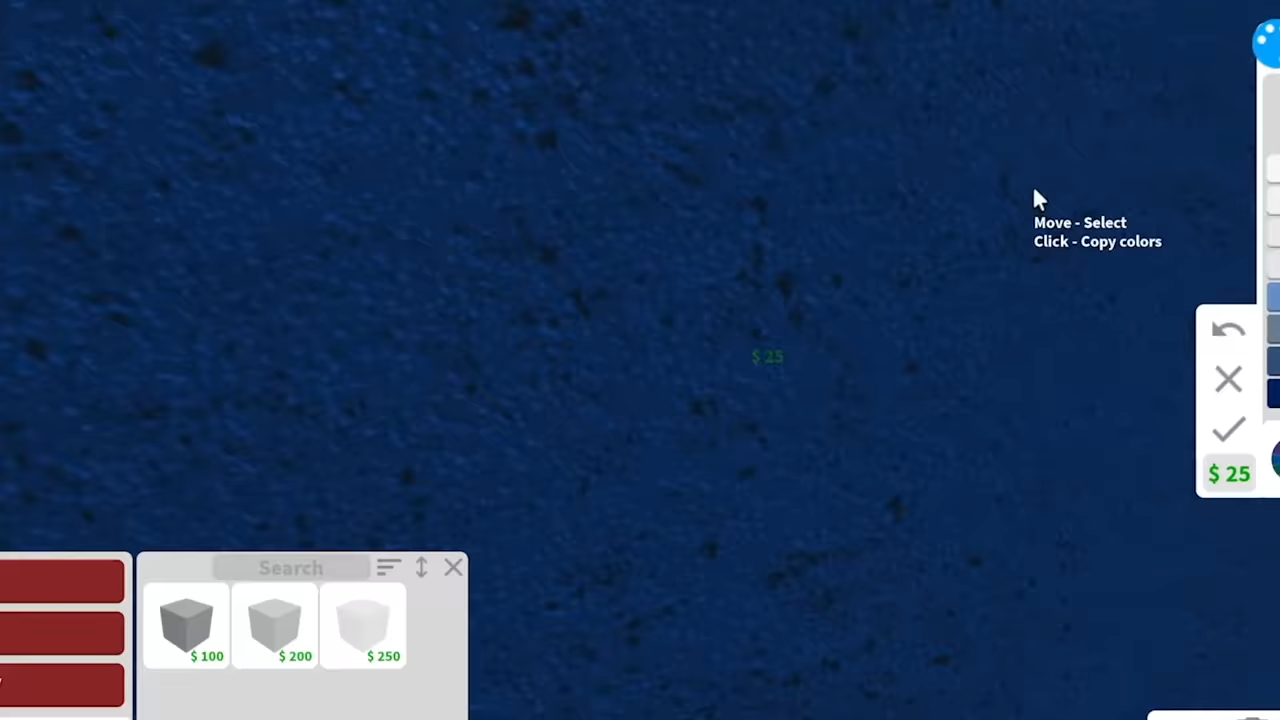 Move - Select
Click - Copy colors
$ 25
$ 25
Search
$ 100
$ 200
$ 250